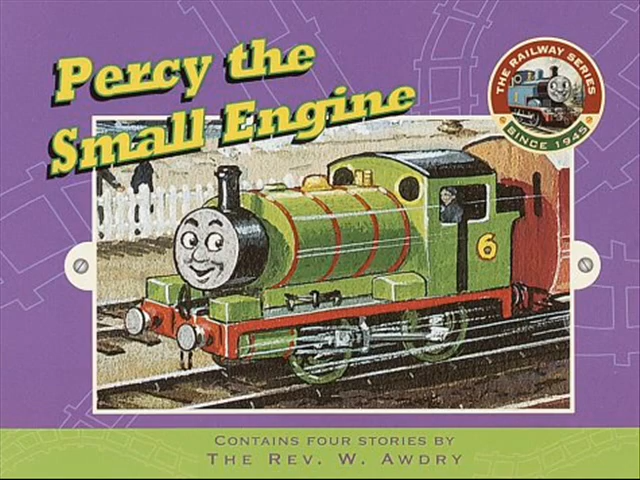 Percy the
Small Engine
THE RAILWAY SERIES
SINCE 1945
6
CONTAINS FOUR STORIES BY
THE REV. W. AWDRY